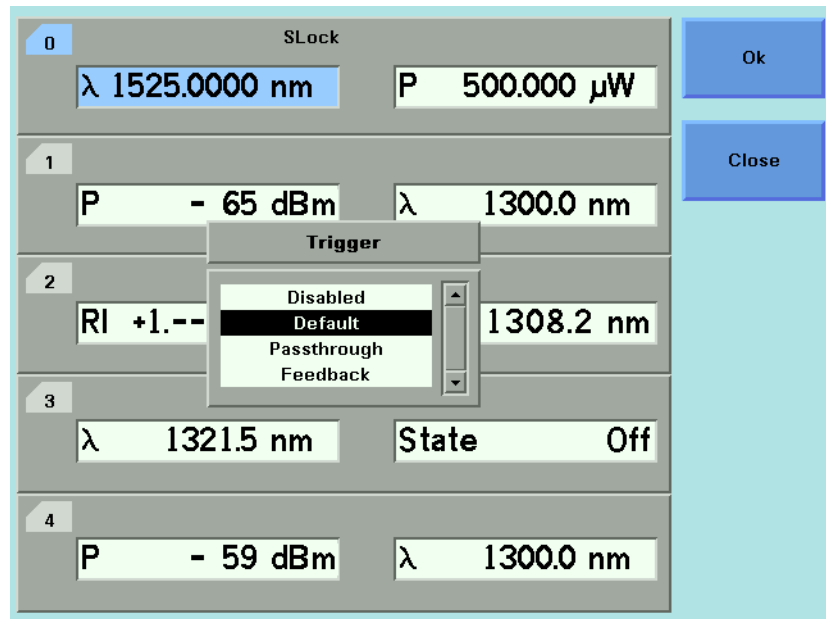 0
SLock
λ 1525.0000 nm
P 500.000 µW
Ok
1
P - 65 dBm
λ 1300.0 nm
Close
Trigger
Disabled
Default
Passthrough
Feedback
2
RI +1.--
1308.2 nm
3
λ 1321.5 nm
State Off
4
P - 59 dBm
λ 1300.0 nm